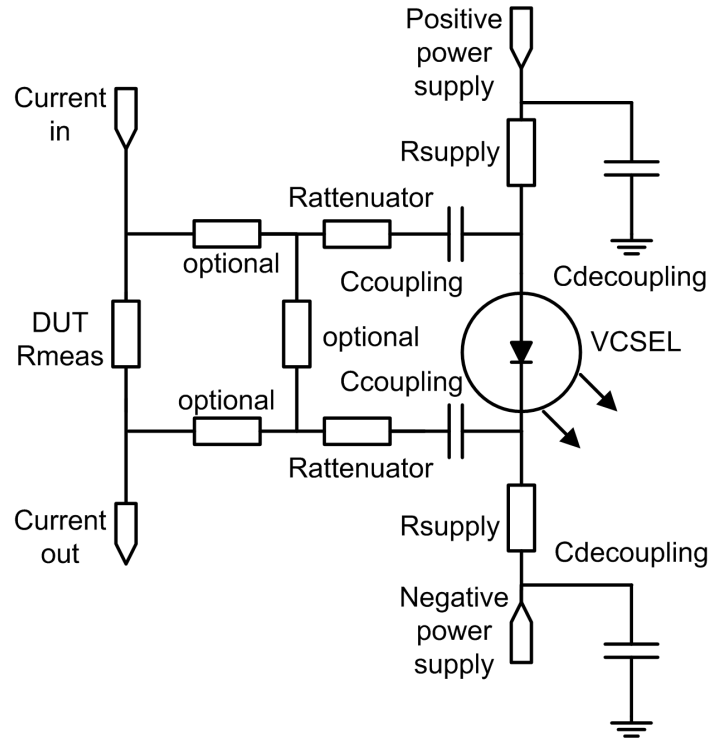 Positive
power
supply
Current
in
Rsupply
Rattenuator
optional
Ccoupling
Cdecoupling
DUT
Rmeas
optional
VCSEL
Ccoupling
optional
Rattenuator
Current
out
Rsupply
Cdecoupling
Negative
power
supply